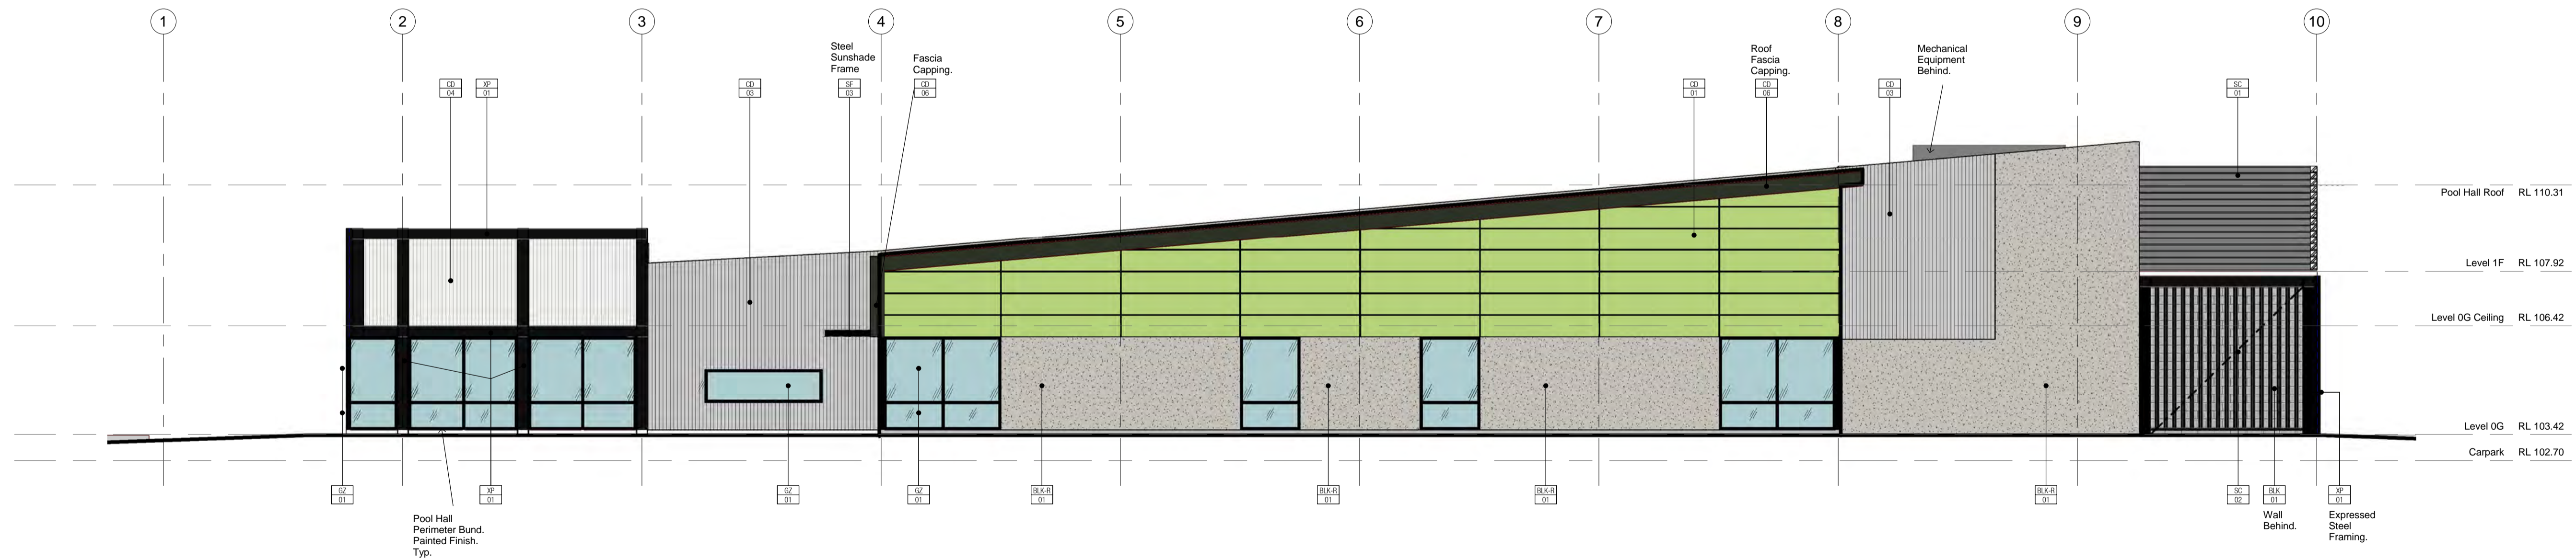 1 2 3 4 5 6 7 8 9 10
Steel
Sunshade
Frame
Fascia
Capping.
Roof
Fascia
Capping.
Mechanical
Equipment
Behind.
CD
04
XP
01
CD
03
SF
03
CD
06
CD
01
CD
06
CD
03
SC
01
Pool Hall Roof RL 110.31
Level 1F RL 107.92
Level 0G Ceiling RL 106.42
Level 0G RL 103.42
Carpark RL 102.70
GZ
01
XP
01
GZ
01
GZ
01
BLK-R
01
BLK-R
01
BLK-R
01
BLK-R
01
SC
02
BLK
01
XP
01
Pool Hall
Perimeter Bund.
Painted Finish.
Typ.
Wall
Behind.
Expressed
Steel
Framing.